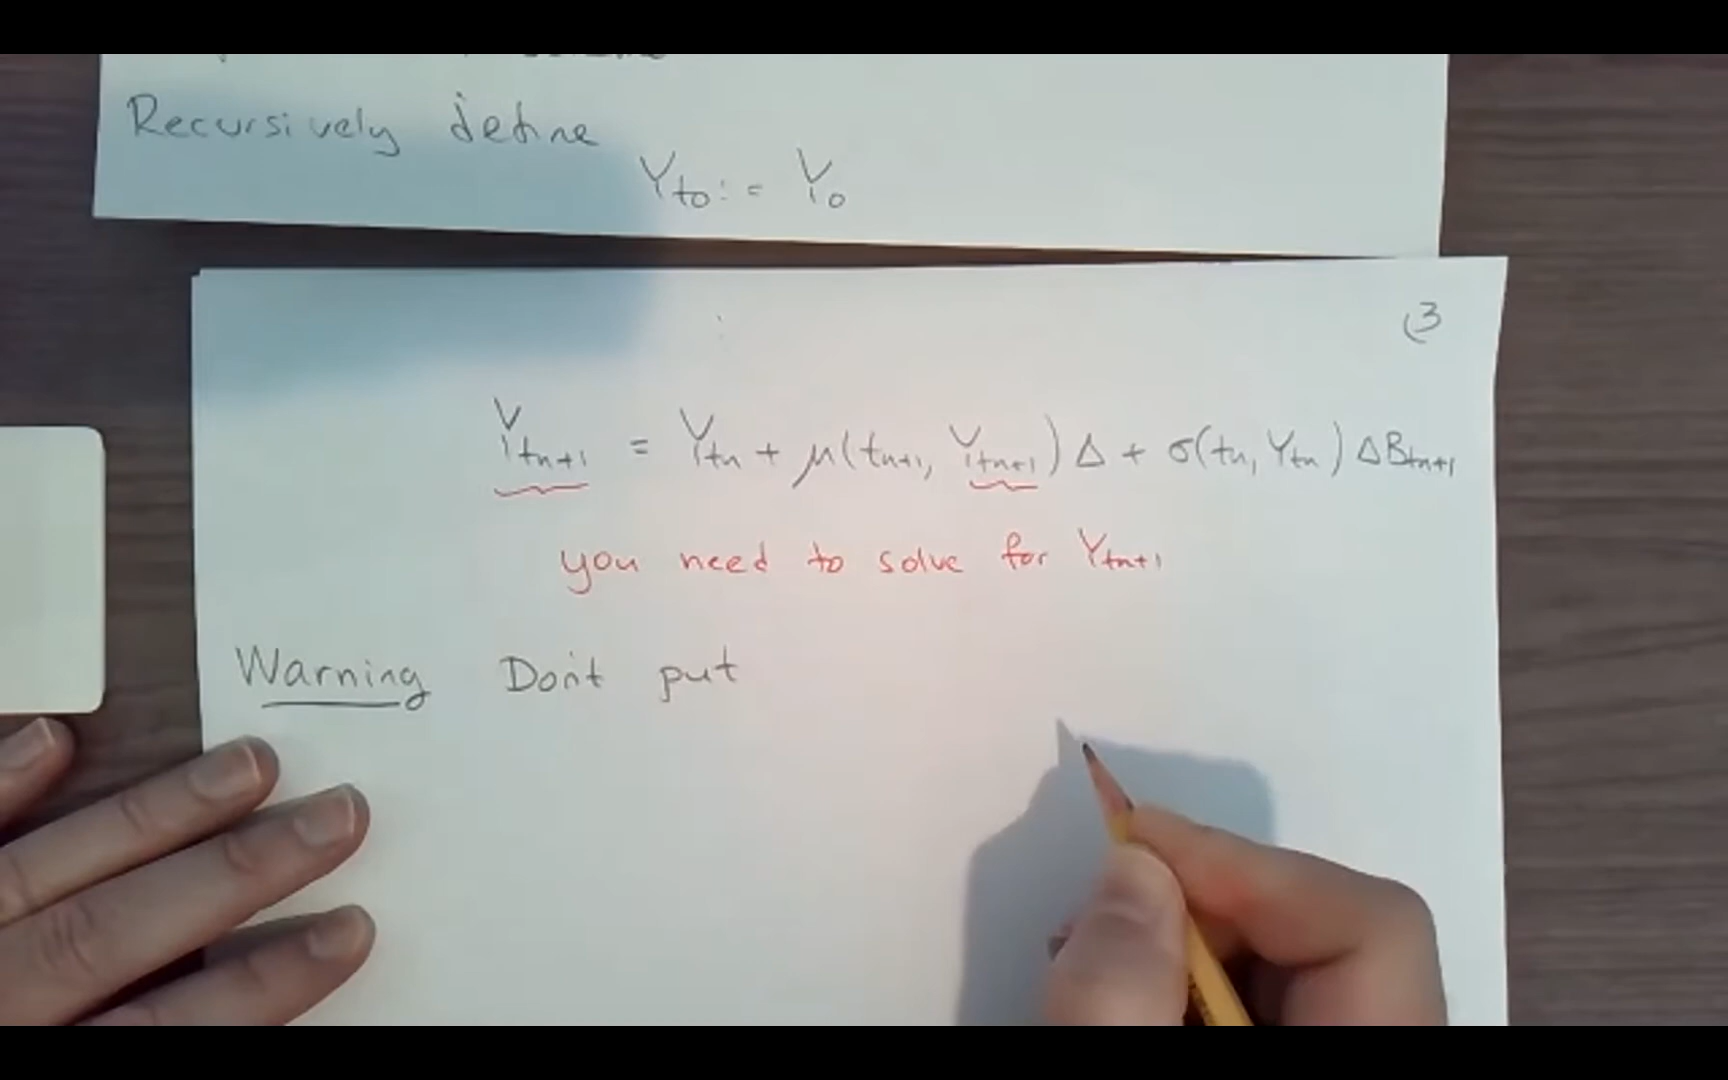 Recursively define
Yt0 := Y0
3
Ytn+1 = Ytn + μ(tn+1, Ytn+1) Δ + σ(tn, Ytn) ΔBtn+1
you need to solve for Ytn+1
Warning Don't put